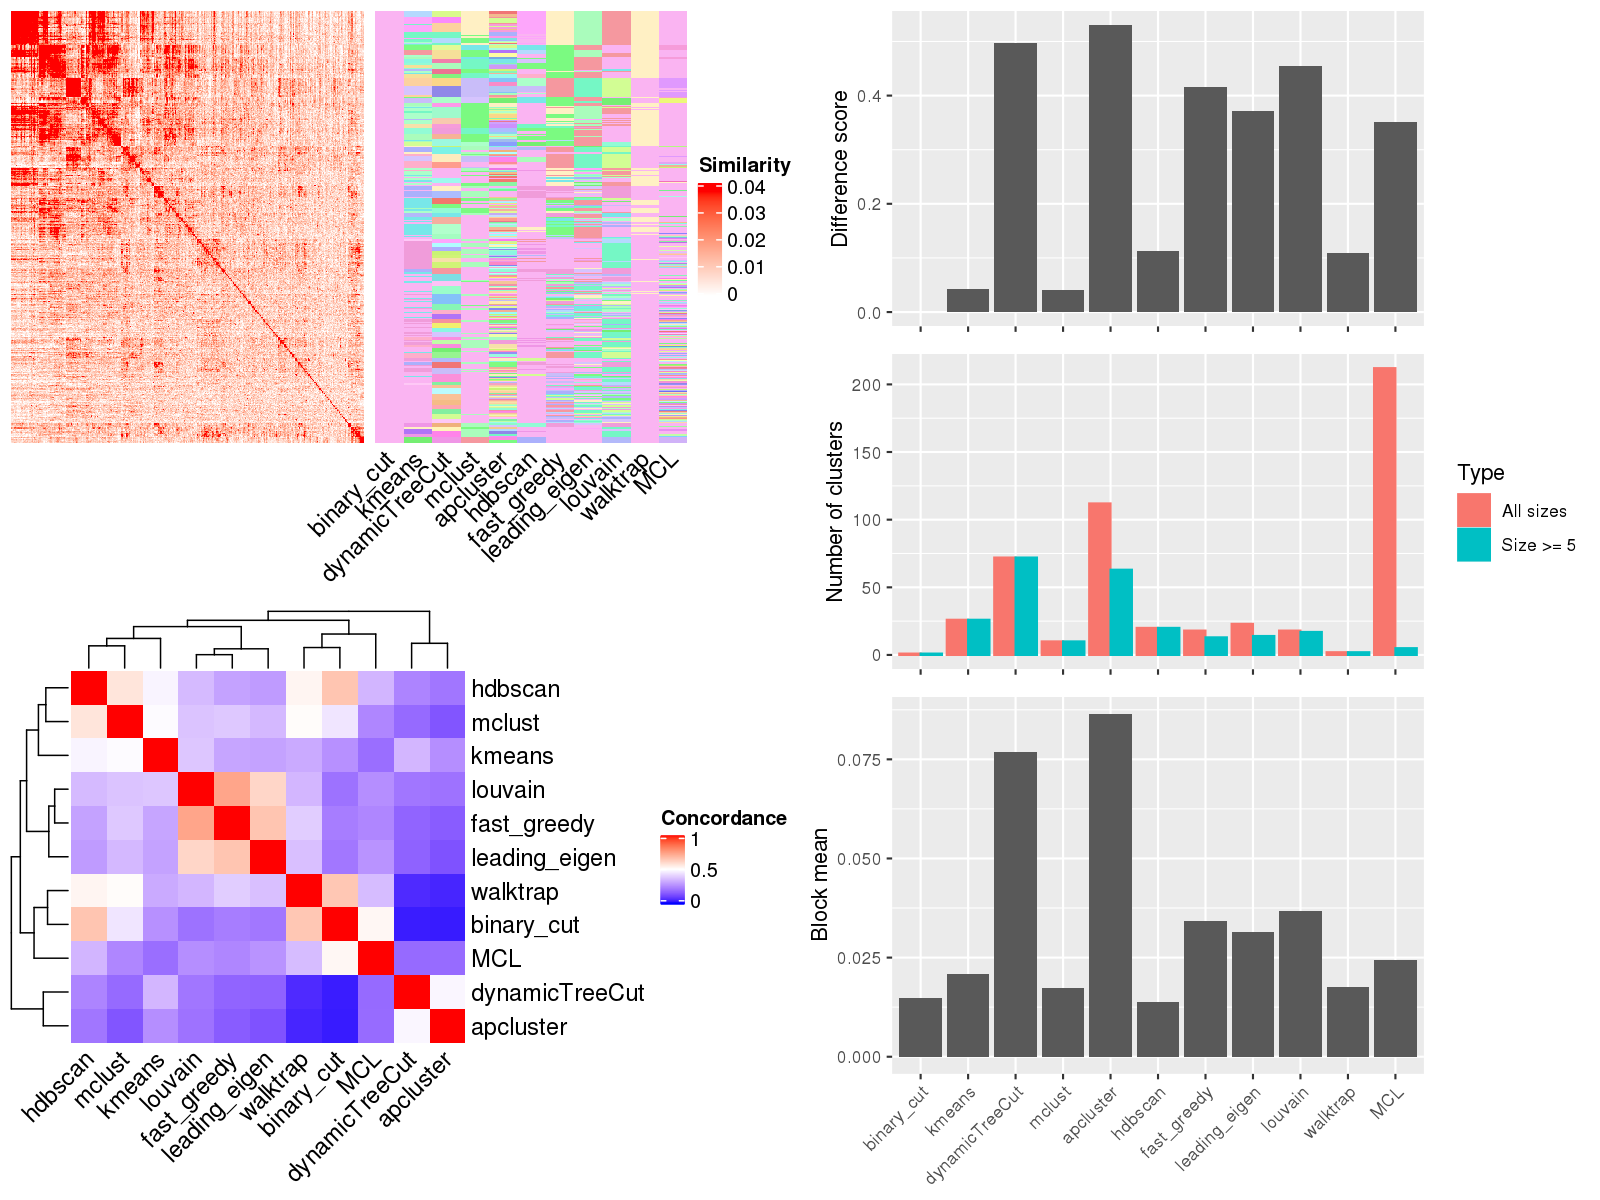 Similarity
0.04
0.03
0.02
0.01
0
binary_cut
kmeans
dynamicTreeCut
mclust
apcluster
hdbscan
fast_greedy
leading_eigen
louvain
walktrap
MCL
hdbscan
mclust
kmeans
louvain
fast_greedy
leading_eigen
walktrap
binary_cut
MCL
dynamicTreeCut
apcluster
hdbscan
mclust
kmeans
louvain
fast_greedy
leading_eigen
walktrap
binary_cut
MCL
dynamicTreeCut
apcluster
Concordance
1
0.5
0
Difference score
0.4
0.2
0.0
Number of clusters
200
150
100
50
0
Type
All sizes
Size >= 5
Block mean
0.075
0.050
0.025
0.000
binary_cut
kmeans
dynamicTreeCut
mclust
apcluster
hdbscan
fast_greedy
leading_eigen
louvain
walktrap
MCL